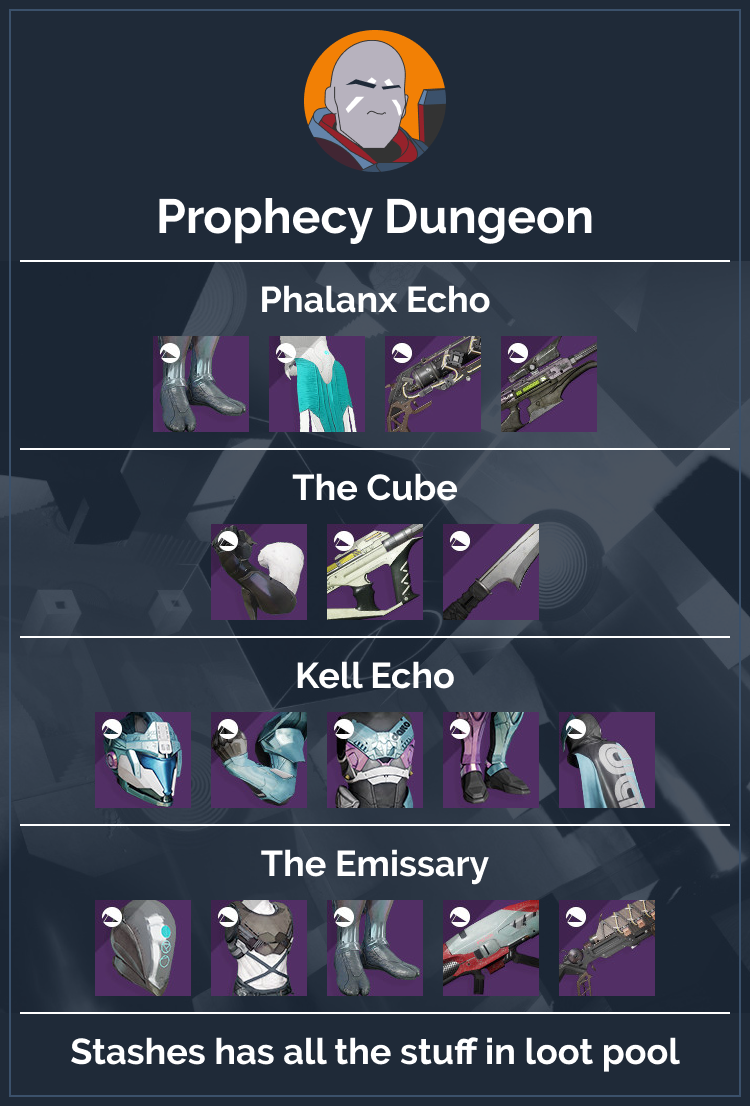 Prophecy Dungeon
Phalanx Echo
The Cube
Kell Echo
The Emissary
Stashes has all the stuff in loot pool